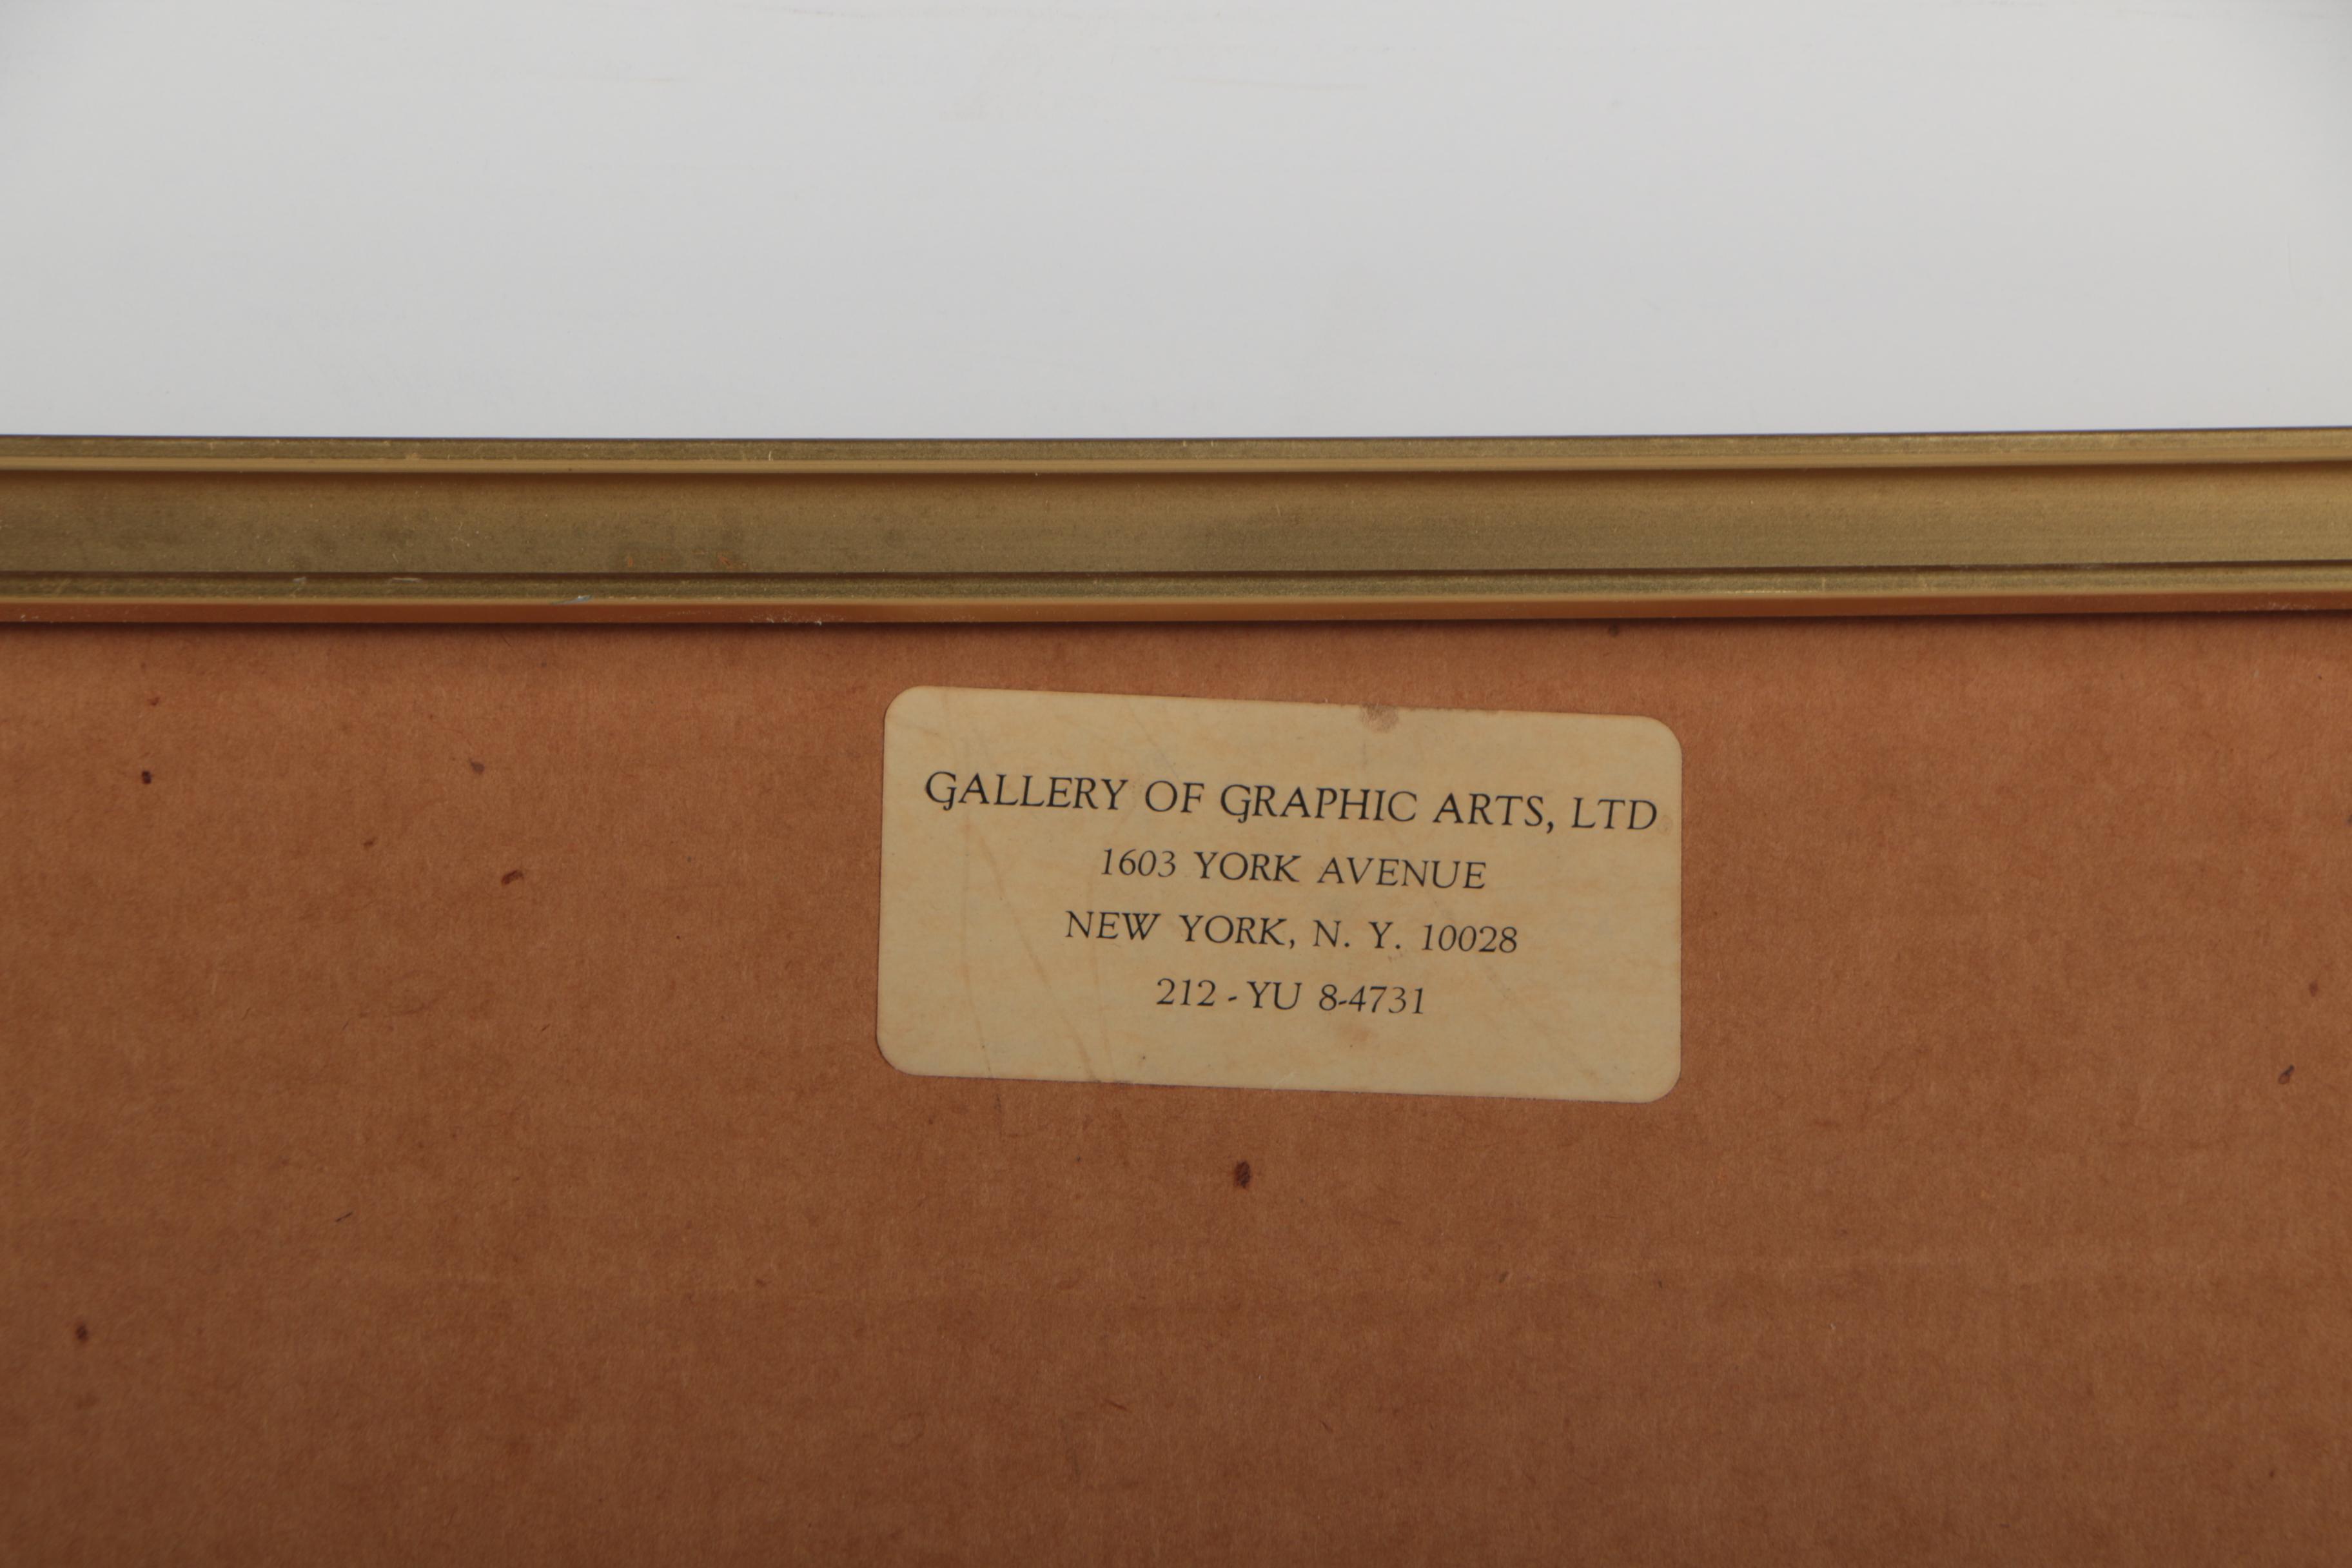 GALLERY OF GRAPHIC ARTS, LTD
1603 YORK AVENUE
NEW YORK, N. Y. 10028
212 - YU 8-4731